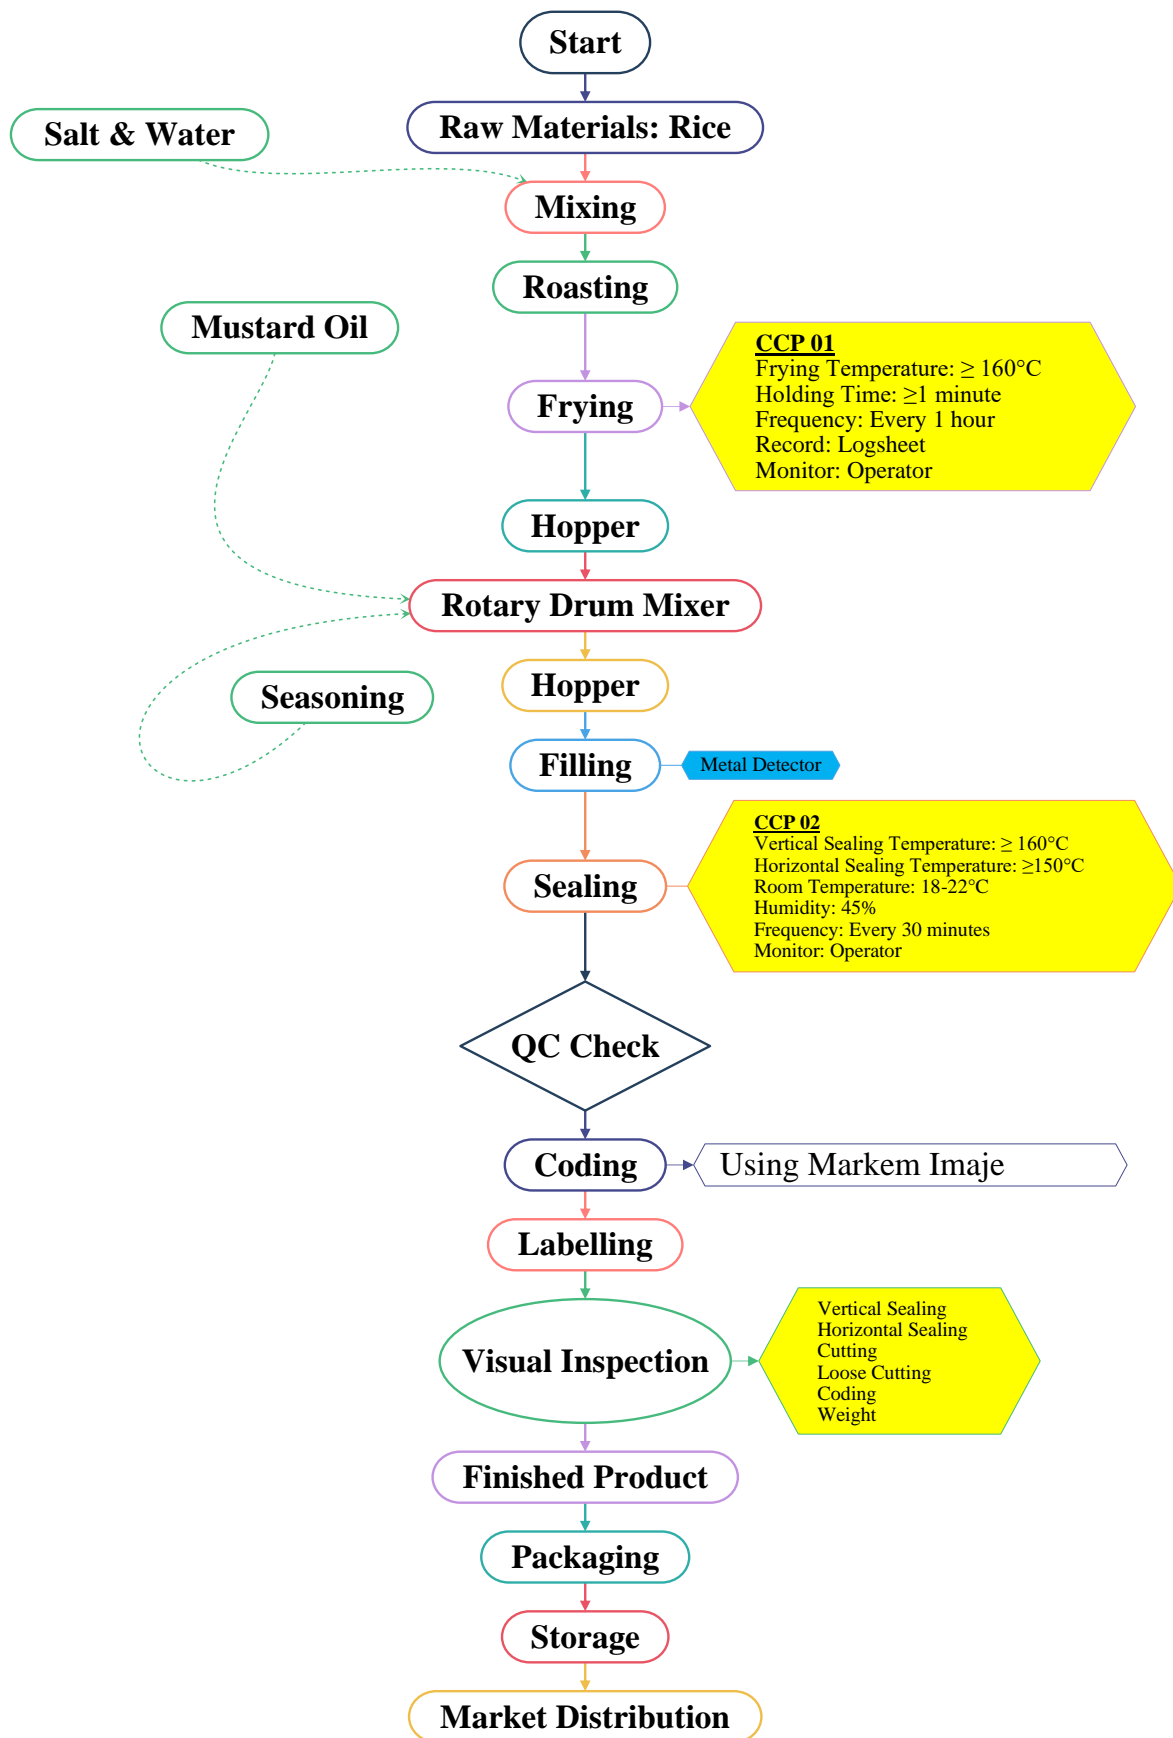 Start
Raw Materials: Rice
Salt & Water
Mixing
Roasting
Mustard Oil
Frying
CCP 01
Frying Temperature: ≥ 160°C
Holding Time: ≥1 minute
Frequency: Every 1 hour
Record: Logsheet
Monitor: Operator
Hopper
Rotary Drum Mixer
Seasoning
Hopper
Filling
Metal Detector
Sealing
CCP 02
Vertical Sealing Temperature: ≥ 160°C
Horizontal Sealing Temperature: ≥150°C
Room Temperature: 18-22°C
Humidity: 45%
Frequency: Every 30 minutes
Monitor: Operator
QC Check
Coding
Using Markem Imaje
Labelling
Visual Inspection
Vertical Sealing
Horizontal Sealing
Cutting
Loose Cutting
Coding
Weight
Finished Product
Packaging
Storage
Market Distribution